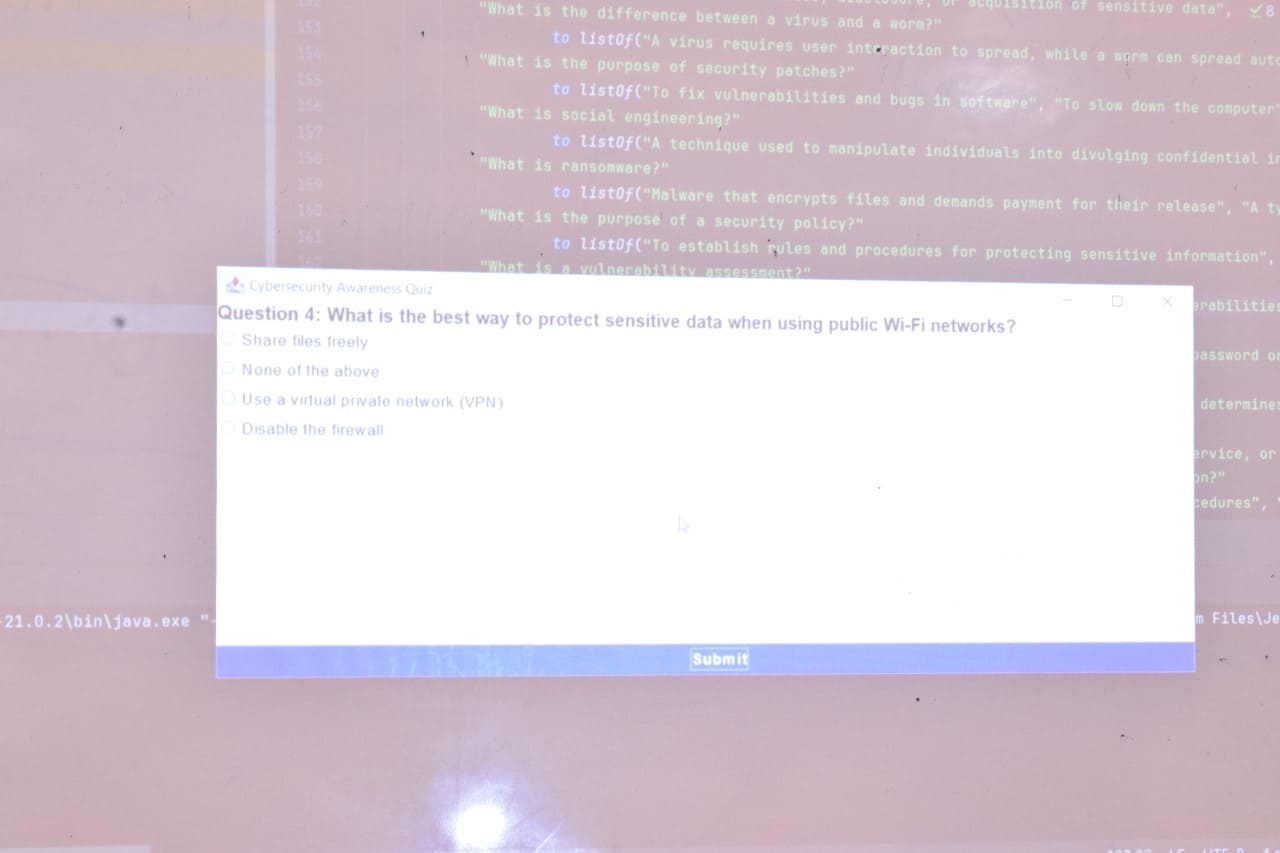 acquisition of sensitive data", 8
153 "What is the difference between a virus and a worm?"
154 to listOf("A virus requires user interaction to spread, while a worm can spread auto
155 "What is the purpose of security patches?"
156 to listOf("To fix vulnerabilities and bugs in software", "To slow down the computer"
157 "What is social engineering?"
158 to listOf("A technique used to manipulate individuals into divulging confidential in
159 "What is ransomware?"
160 to listOf("Malware that encrypts files and demands payment for their release", "A ty
161 "What is the purpose of a security policy?"
to listOf("To establish rules and procedures for protecting sensitive information",
"What is a vulnerability assessment?"
erabilities
password or
determines
ervice, or
on?"
cedures",
Cybersecurity Awareness Quiz
Question 4: What is the best way to protect sensitive data when using public Wi-Fi networks?
Share files freely
None of the above
Use a virtual private network (VPN)
Disable the firewall
Submit
-21.0.2\bin\java.exe "- m Files\Je